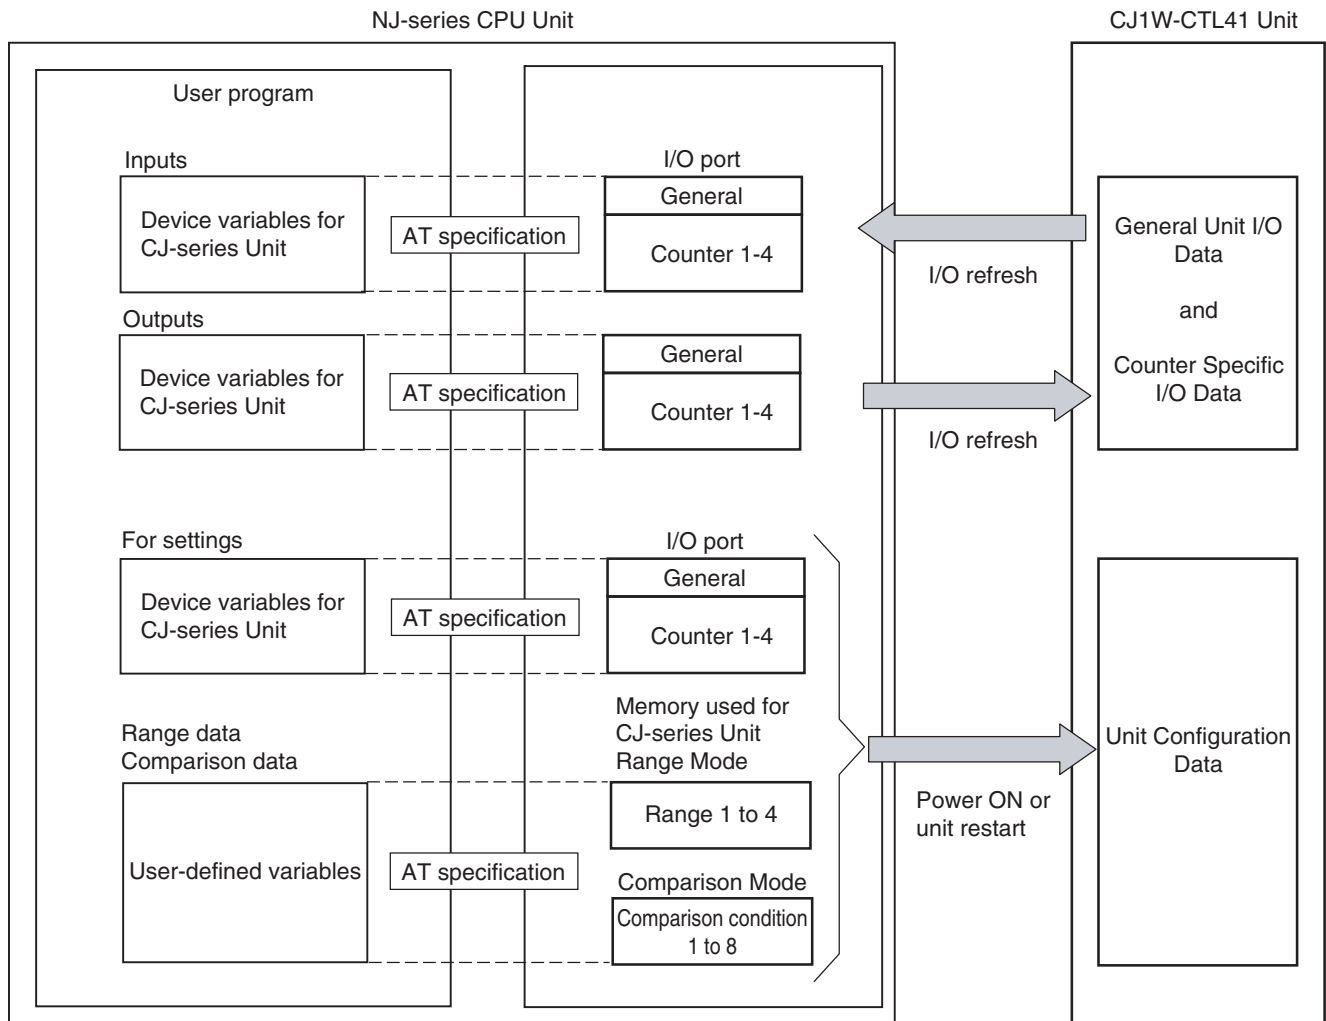 NJ-series CPU Unit
CJ1W-CTL41 Unit
User program
Inputs
I/O port
Device variables for
CJ-series Unit
AT specification
General
Counter 1-4
I/O refresh
General Unit I/O
Data
and
Counter Specific
I/O Data
Outputs
Device variables for
CJ-series Unit
AT specification
General
Counter 1-4
I/O refresh
For settings
I/O port
Device variables for
CJ-series Unit
AT specification
General
Counter 1-4
Range data
Comparison data
Memory used for
CJ-series Unit
Range Mode
Range 1 to 4
User-defined variables
AT specification
Comparison Mode
Comparison condition
1 to 8
Power ON or
unit restart
Unit Configuration
Data